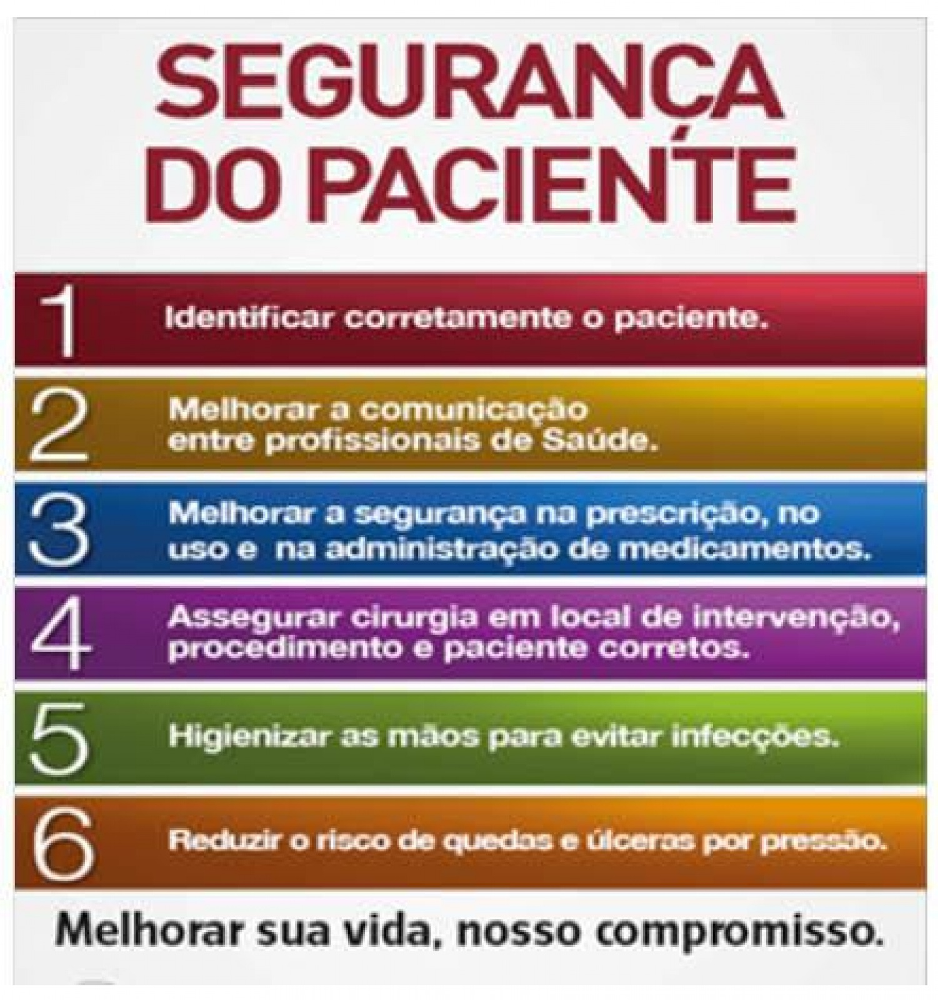 SEGURANÇA
DO PACIENTE
1
Identificar corretamente o paciente.
2
Melhorar a comunicação
entre profissionais de Saúde.
3
Melhorar a segurança na prescrição, no
uso e na administração de medicamentos.
4
Assegurar cirurgia em local de intervenção,
procedimento e paciente corretos.
5
Higienizar as mãos para evitar infecções.
6
Reduzir o risco de quedas e úlceras por pressão.
Melhorar sua vida, nosso compromisso.